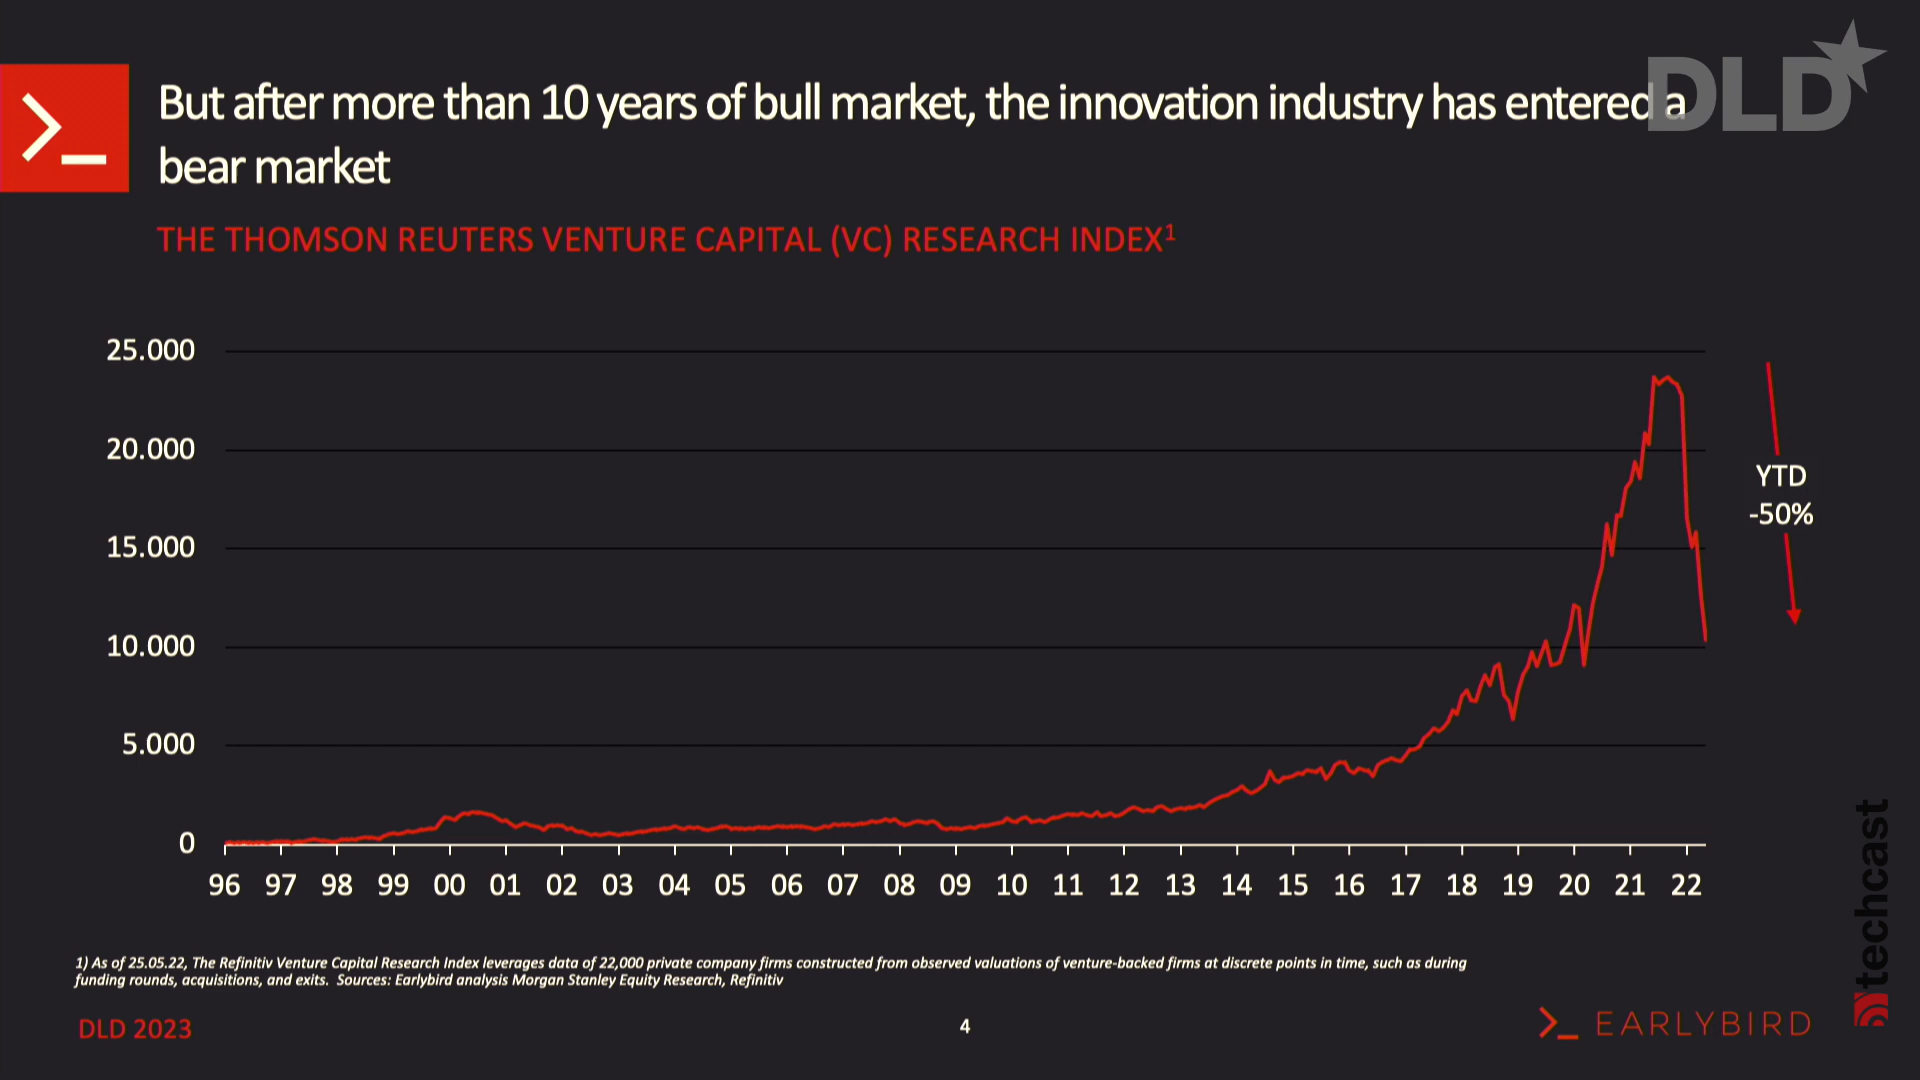 DLD
But after more than 10 years of bull market, the innovation industry has entered a
bear market
THE THOMSON REUTERS VENTURE CAPITAL (VC) RESEARCH INDEX¹
25.000
20.000
15.000
10.000
5.000
0
YTD
-50%
96 97 98 99 00 01 02 03 04 05 06 07 08 09 10 11 12 13 14 15 16 17 18 19 20 21 22
techcast
1) As of 25.05.22, The Refinitiv Venture Capital Research Index leverages data of 22,000 private company firms constructed from observed valuations of venture-backed firms at discrete points in time, such as during
funding rounds, acquisitions, and exits. Sources: Earlybird analysis Morgan Stanley Equity Research, Refinitiv
DLD 2023
4
EARLYBIRD